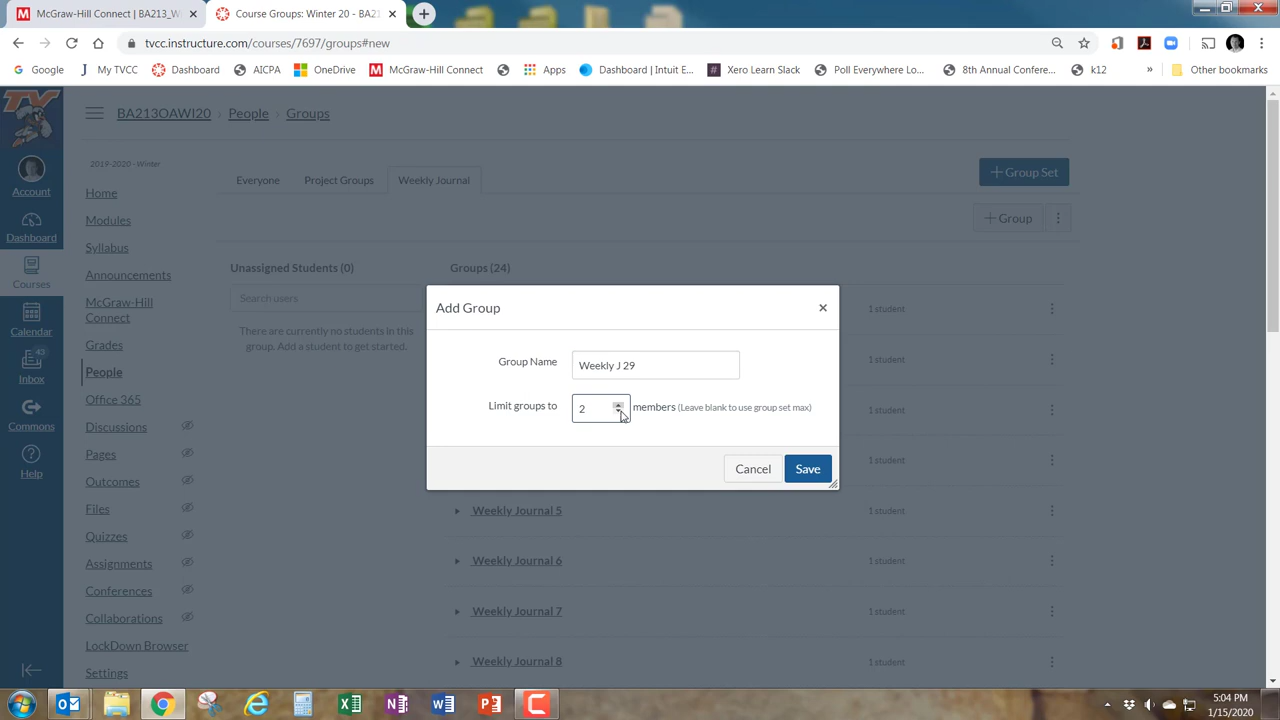 McGraw-Hill Connect | BA213_W
Course Groups: Winter 20 - BA21
tvcc.instructure.com/courses/7697/groups#new
Google
My TVCC
Dashboard
AICPA
OneDrive
McGraw-Hill Connect
Apps
Dashboard | Intuit E...
Xero Learn Slack
Poll Everywhere Lo...
8th Annual Confere...
k12
»
Other bookmarks
TV
BA213OAWI20 › People › Groups
2019-2020 -Winter
Account
Dashboard
Courses
Calendar
43
Inbox
Commons
Help
Home
Modules
Syllabus
Announcements
McGraw-Hill
Connect
Grades
People
Office 365
Discussions
Pages
Outcomes
Files
Quizzes
Assignments
Conferences
Collaborations
LockDown Browser
Settings
Everyone
Project Groups
Weekly Journal
+ Group Set
+ Group
Unassigned Students (0)
Search users
There are currently no students in this
group. Add a student to get started.
Groups (24)
1 student
1 student
1 student
1 student
Weekly Journal 5
1 student
Weekly Journal 6
1 student
Weekly Journal 7
1 student
Weekly Journal 8
1 student
Add Group
×
Group Name
Weekly J 29
Limit groups to 2 members (Leave blank to use group set max)
Cancel
Save
5:04 PM
1/15/2020